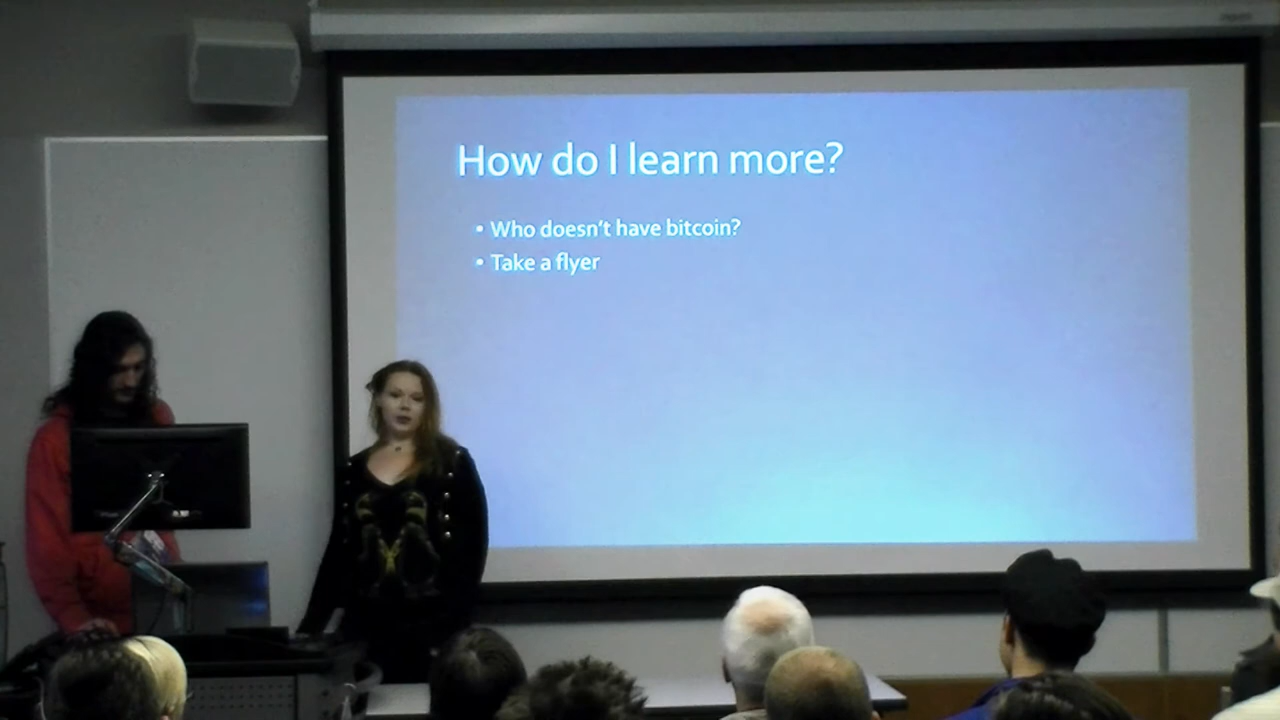 How do I learn more?
• Who doesn't have bitcoin?
• Take a flyer